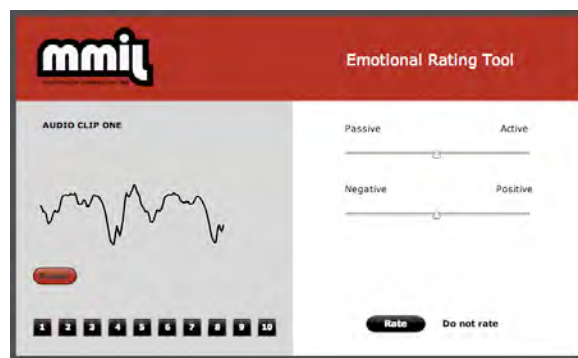 mmil
Emotional Rating Tool
AUDIO CLIP ONE
Passive Active
Negative Positive
1 2 3 4 5 6 7 8 9 10
Rate Do not rate